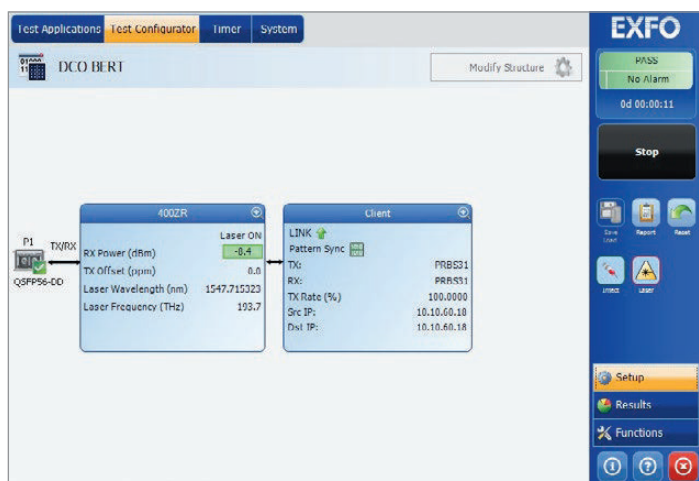 Test Applications Test Configurator Timer System
EXFO
DCO BERT
Modify Structure
PASS
No Alarm
0d 00:00:11
Stop
Save
Load
Report
Reset
Inject
Laser
P1
TX/RX
QSFP56-DD
400ZR
Laser ON
RX Power (dBm) -8.4
TX Offset (ppm) 0.0
Laser Wavelength (nm) 1547.715323
Laser Frequency (THz) 193.7
Client
LINK
Pattern Sync
TX: PRBS31
RX: PRBS31
TX Rate (%) 100.0000
Src IP: 10.10.60.18
Dst IP: 10.10.60.18
Setup
Results
Functions